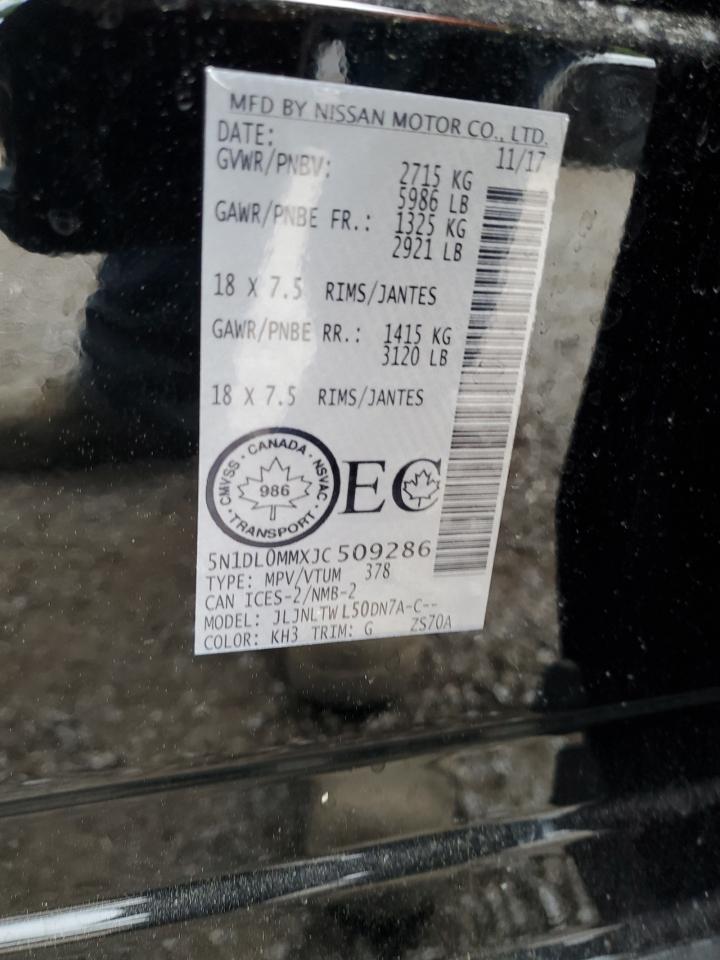 MFD BY NISSAN MOTOR CO., LTD.
DATE: 11/17
GVWR/PNBV: 2715 KG
5986 LB
GAWR/PNBE FR.: 1325 KG
2921 LB
18 X 7.5 RIMS/JANTES
GAWR/PNBE RR.: 1415 KG
3120 LB
18 X 7.5 RIMS/JANTES
CMVSS · CANADA · NSVAC · TRANSPORT ·
986
EC
5N1DL0MMXJC509286
TYPE: MPV/VTUM 378
CAN ICES-2/NMB-2
MODEL: JLJNLTWL50DN7A-C--
COLOR: KH3 TRIM: G ZS70A